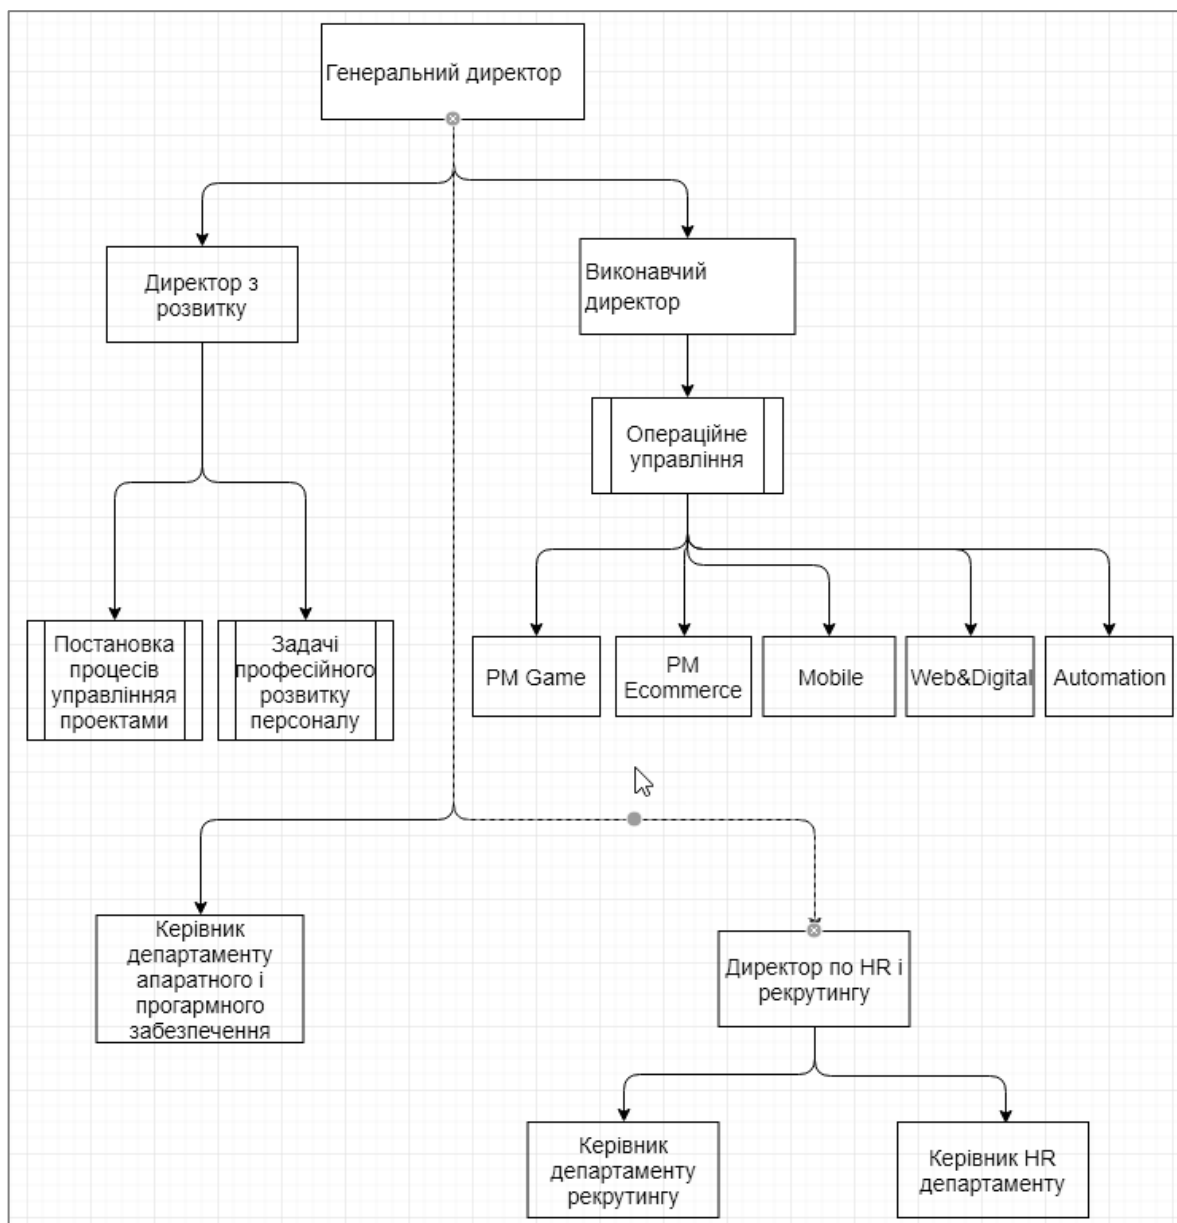 Генеральний директор
Директор з
розвитку
Виконавчий
директор
Операційне
управління
Постановка
процесів
управлінняя
проектами
Задачі
професійного
розвитку
персоналу
PM Game
PM
Ecommerce
Mobile
Web&Digital
Automation
Керівник
департаменту
апаратного і
прогармного
забезпечення
Директор по HR і
рекрутингу
Керівник
департаменту
рекрутингу
Керівник HR
департаменту